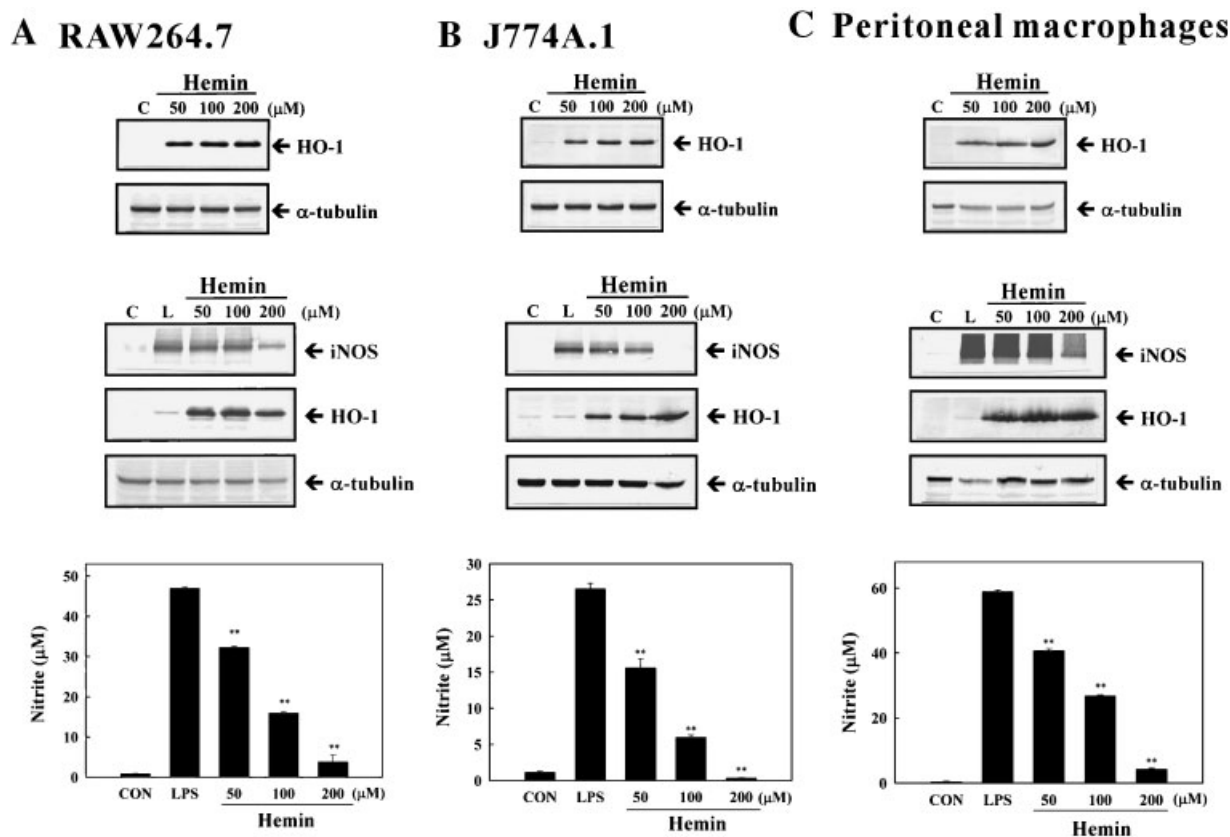 A RAW264.7
Hemin
C 50 100 200 (μM)
← HO-1
← α-tubulin
Hemin
C L 50 100 200 (μM)
← iNOS
← HO-1
← α-tubulin
50
40
30
20
10
0
Nitrite (μM)
**
**
**
CON LPS 50 100 200 (μM)
Hemin
B J774A.1
Hemin
C 50 100 200 (μM)
← HO-1
← α-tubulin
Hemin
C L 50 100 200 (μM)
← iNOS
← HO-1
← α-tubulin
30
25
20
15
10
5
0
Nitrite (μM)
**
**
**
CON LPS 50 100 200 (μM)
Hemin
C Peritoneal macrophages
Hemin
C 50 100 200 (μM)
← HO-1
← α-tubulin
Hemin
C L 50 100 200 (μM)
← iNOS
← HO-1
← α-tubulin
60
40
20
0
Nitrite (μM)
**
**
**
CON LPS 50 100 200 (μM)
Hemin